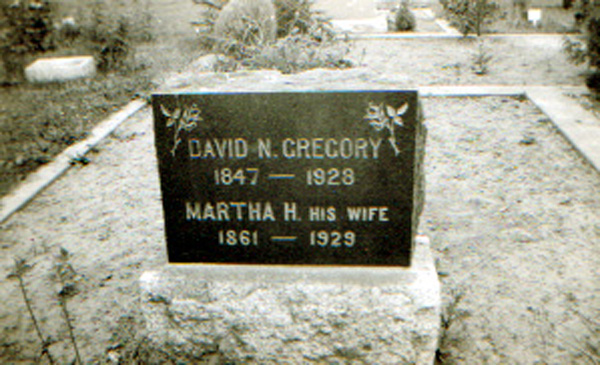 DAVID N. GREGORY
1847 — 1928
MARTHA H. HIS WIFE
1861 — 1929